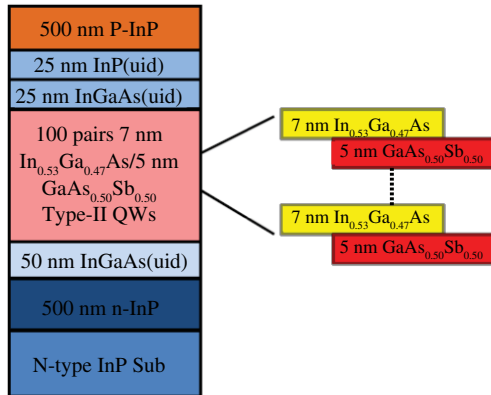 500 nm P-InP
25 nm InP(uid)
25 nm InGaAs(uid)
100 pairs 7 nm
In₀.₅₃Ga₀.₄₇As/5 nm
GaAs₀.₅₀Sb₀.₅₀
Type-II QWs
50 nm InGaAs(uid)
500 nm n-InP
N-type InP Sub
7 nm In₀.₅₃Ga₀.₄₇As
5 nm GaAs₀.₅₀Sb₀.₅₀
7 nm In₀.₅₃Ga₀.₄₇As
5 nm GaAs₀.₅₀Sb₀.₅₀